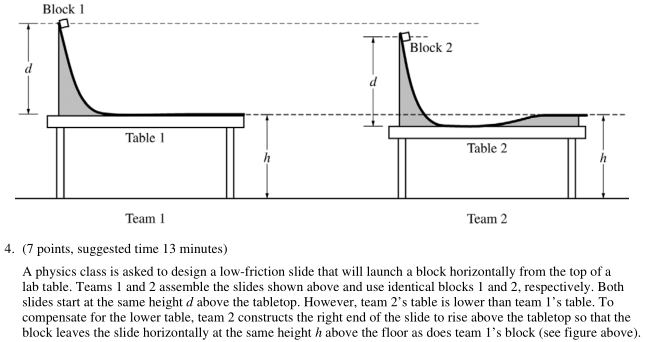 Block 1
Block 2
d
d
Table 1
Table 2
h
h
Team 1
Team 2
4. (7 points, suggested time 13 minutes)
A physics class is asked to design a low-friction slide that will launch a block horizontally from the top of a
lab table. Teams 1 and 2 assemble the slides shown above and use identical blocks 1 and 2, respectively. Both
slides start at the same height d above the tabletop. However, team 2's table is lower than team 1's table. To
compensate for the lower table, team 2 constructs the right end of the slide to rise above the tabletop so that the
block leaves the slide horizontally at the same height h above the floor as does team 1's block (see figure above).